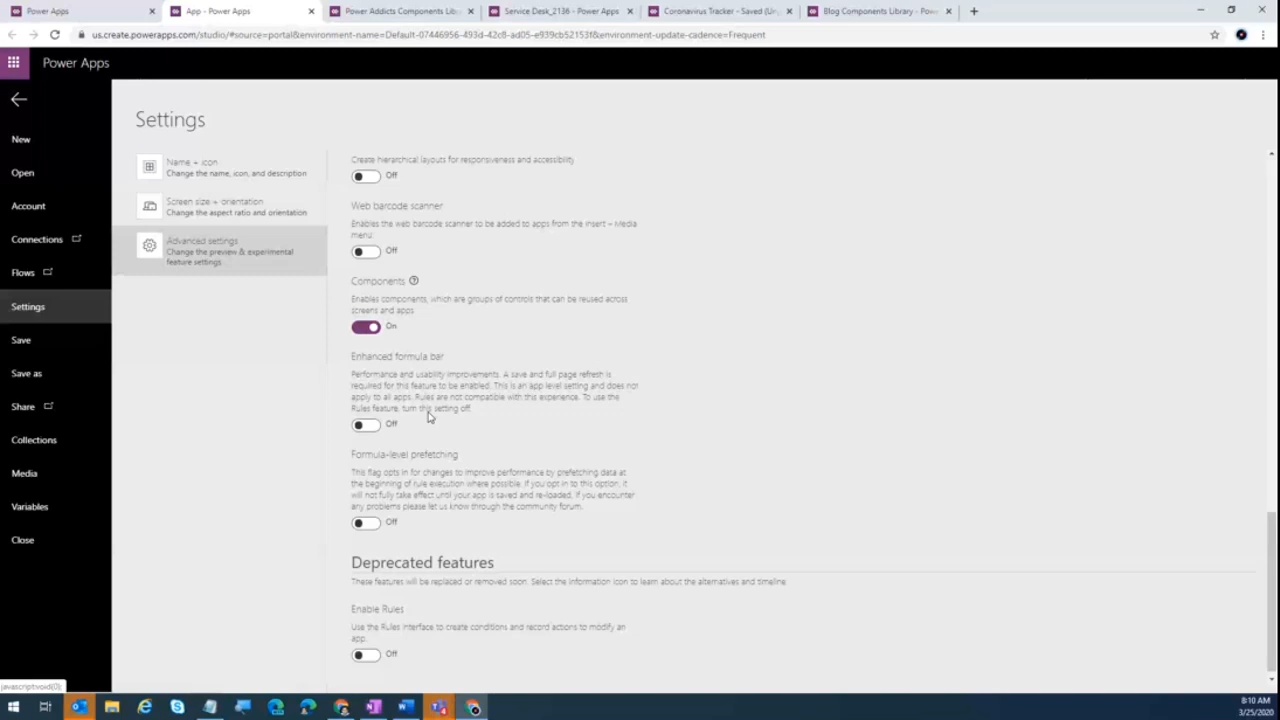 Power Apps
App - Power Apps
Power Addicts Components Lib
Service Desk_2136 - Power Apps
Coronavirus Tracker - Saved (Un
Blog Components Library - Pow
us.create.powerapps.com/studio/#source=portal&environment-name=Default-07446956-493d-42c8-ad05-e939cb52153f&environment-update-cadence=Frequent
Power Apps
New
Open
Account
Connections
Flows
Settings
Save
Save as
Share
Collections
Media
Variables
Close
Settings
Name + icon
Change the name, icon, and description
Screen size + orientation
Change the aspect ratio and orientation
Advanced settings
Change the preview & experimental
feature settings
Create hierarchical layouts for responsiveness and accessibility
Off
Web barcode scanner
Enables the web barcode scanner to be added to apps from the Insert – Media
menu.
Off
Components
Enables components, which are groups of controls that can be reused across
screens and apps
On
Enhanced formula bar
Performance and usability improvements. A save and full page refresh is
required for this feature to be enabled. This is an app level setting and does not
apply to all apps. Rules are not compatible with this experience. To use the
Rules feature, turn this setting off.
Off
Formula-level prefetching
This flag opts in for changes to improve performance by prefetching data at
the beginning of rule execution where possible. If you opt in to this option, it
will not fully take effect until your app is saved and re-loaded. If you encounter
any problems please let us know through the community forum.
Off
Deprecated features
These features will be replaced or removed soon. Select the information icon to learn about the alternatives and timeline
Enable Rules
Use the Rules interface to create conditions and record actions to modify an
app.
Off
javascript:void(0);
8:10 AM
3/25/2020